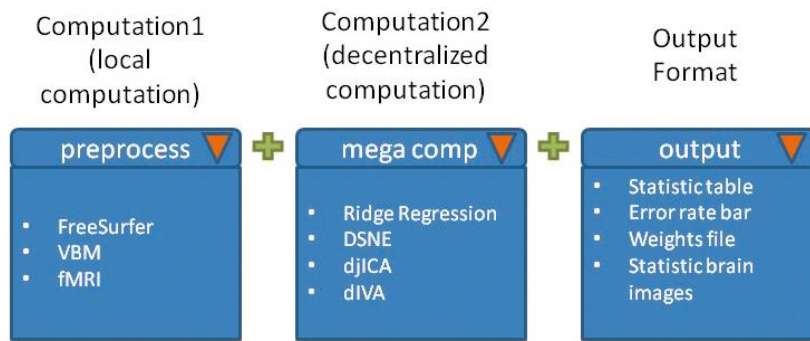 Computation1
(local
computation)
preprocess
▪ FreeSurfer
▪ VBM
▪ fMRI
Computation2
(decentralized
computation)
mega comp
▪ Ridge Regression
▪ DSNE
▪ djICA
▪ dIVA
Output
Format
output
▪ Statistic table
▪ Error rate bar
▪ Weights file
▪ Statistic brain
images